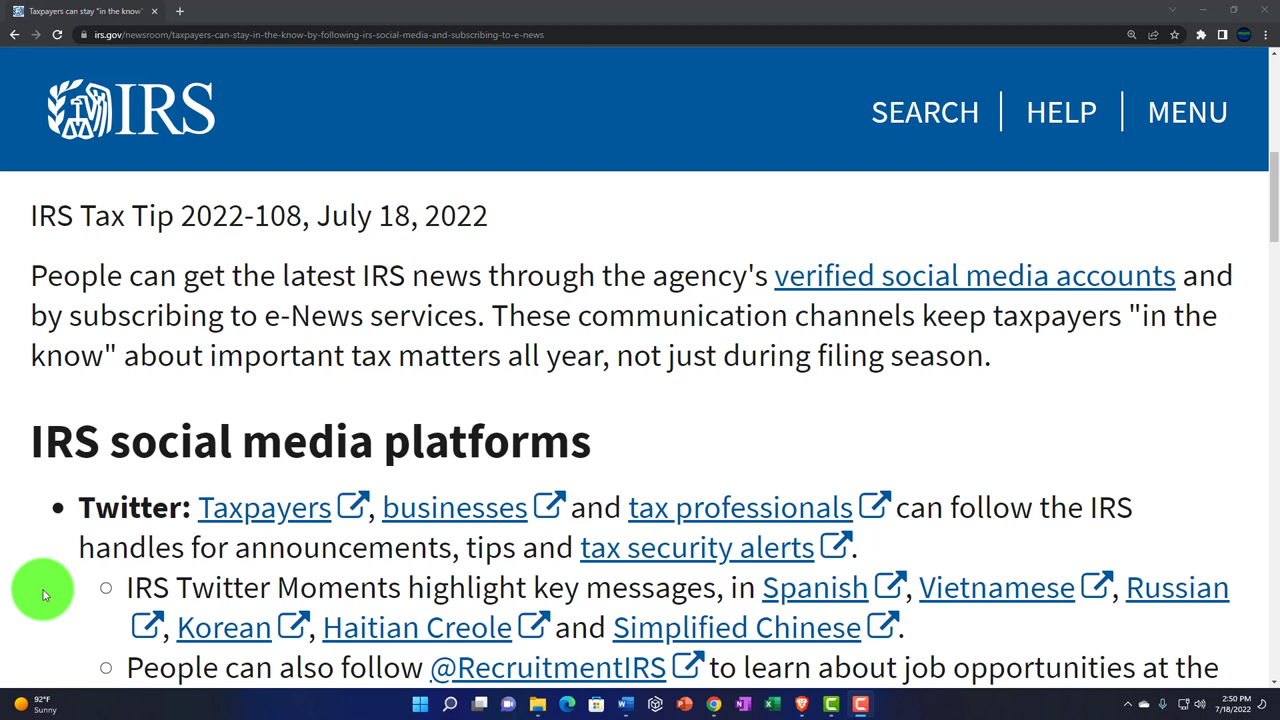 Taxpayers can stay "in the know"
irs.gov/newsroom/taxpayers-can-stay-in-the-know-by-following-irs-social-media-and-subscribing-to-e-news
IRS
SEARCH HELP MENU
IRS Tax Tip 2022-108, July 18, 2022
People can get the latest IRS news through the agency's verified social media accounts and
by subscribing to e-News services. These communication channels keep taxpayers "in the
know" about important tax matters all year, not just during filing season.
IRS social media platforms
• Twitter: Taxpayers, businesses and tax professionals can follow the IRS
handles for announcements, tips and tax security alerts.
○ IRS Twitter Moments highlight key messages, in Spanish, Vietnamese, Russian
, Korean, Haitian Creole and Simplified Chinese.
○ People can also follow @RecruitmentIRS to learn about job opportunities at the
92°F
Sunny
2:50 PM
7/18/2022